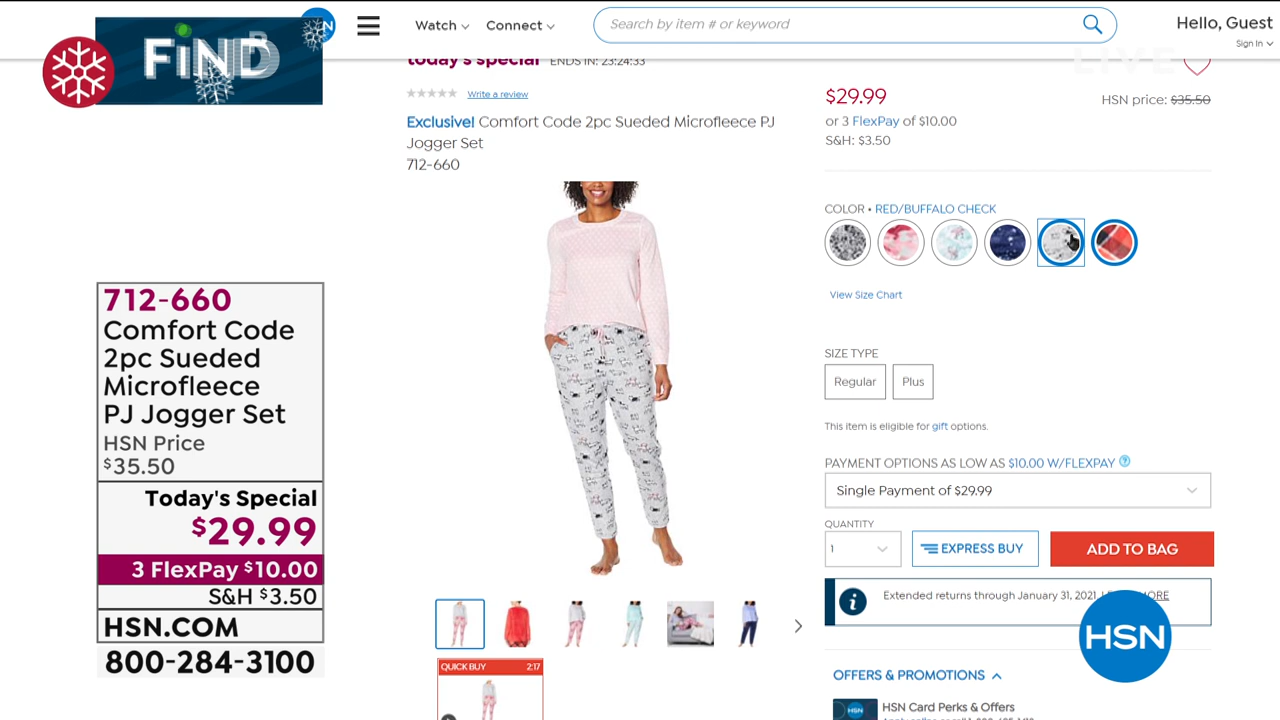 FiND
Watch
Connect
Search by item # or keyword
Hello, Guest
Sign In
LIVE
today's special ENDS IN: 23:24:33
Write a review
Exclusive! Comfort Code 2pc Sueded Microfleece PJ
Jogger Set
712-660
$29.99
HSN price: $35.50
or 3 FlexPay of $10.00
S&H: $3.50
COLOR • RED/BUFFALO CHECK
View Size Chart
SIZE TYPE
Regular
Plus
This item is eligible for gift options.
PAYMENT OPTIONS AS LOW AS $10.00 W/FLEXPAY
Single Payment of $29.99
QUANTITY
1
EXPRESS BUY
ADD TO BAG
Extended returns through January 31, 2021
HSN
OFFERS & PROMOTIONS
HSN
HSN Card Perks & Offers
QUICK BUY 2:17
712-660
Comfort Code
2pc Sueded
Microfleece
PJ Jogger Set
HSN Price
$35.50
Today's Special
$29.99
3 FlexPay $10.00
S&H $3.50
HSN.COM
800-284-3100